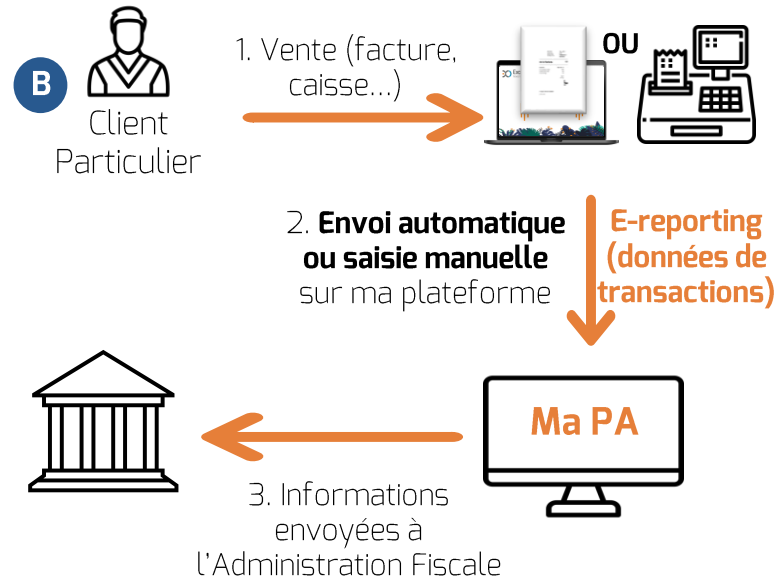 B
Client
Particulier
1. Vente (facture,
caisse...)
OU
2. Envoi automatique
ou saisie manuelle
sur ma plateforme
E-reporting
(données de
transactions)
Ma PA
3. Informations
envoyées à
l'Administration Fiscale